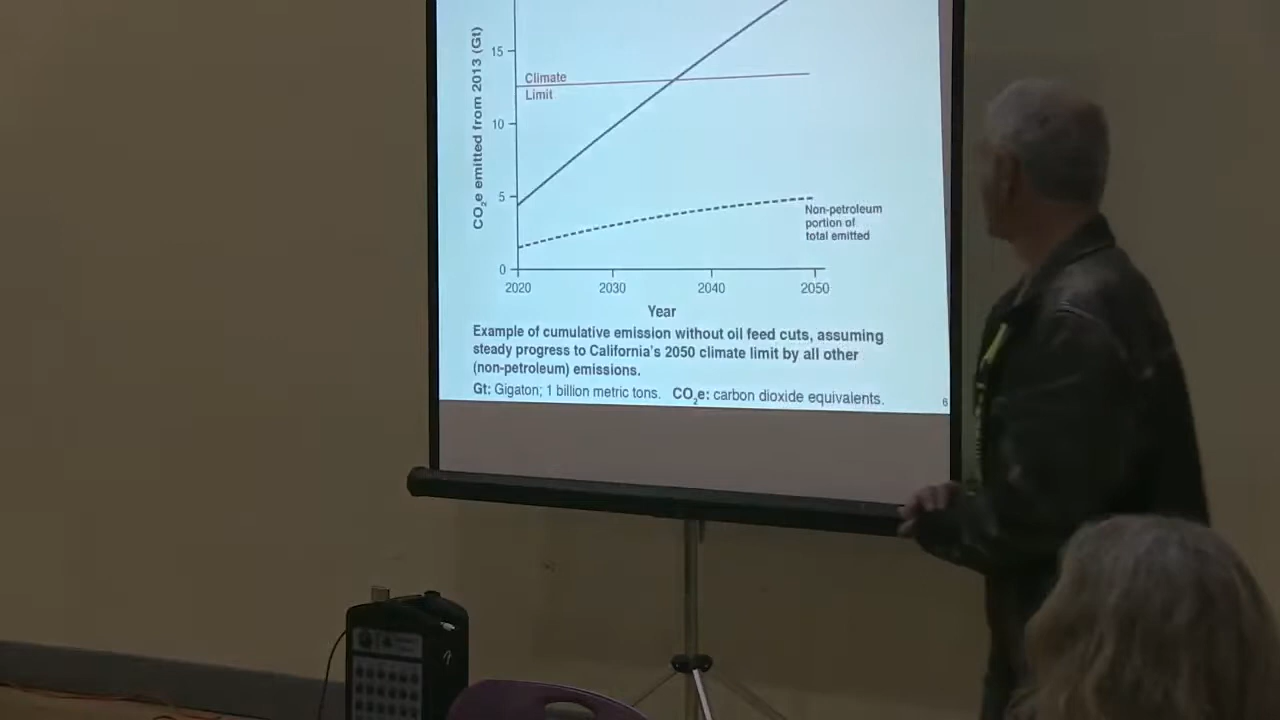 CO₂e emitted from 2013 (Gt)
15
Climate
Limit
10
5
Non-petroleum
portion of
total emitted
0
2020 2030 2040 2050
Year
Example of cumulative emission without oil feed cuts, assuming
steady progress to California's 2050 climate limit by all other
(non-petroleum) emissions.
Gt: Gigaton; 1 billion metric tons. CO₂e: carbon dioxide equivalents.
6